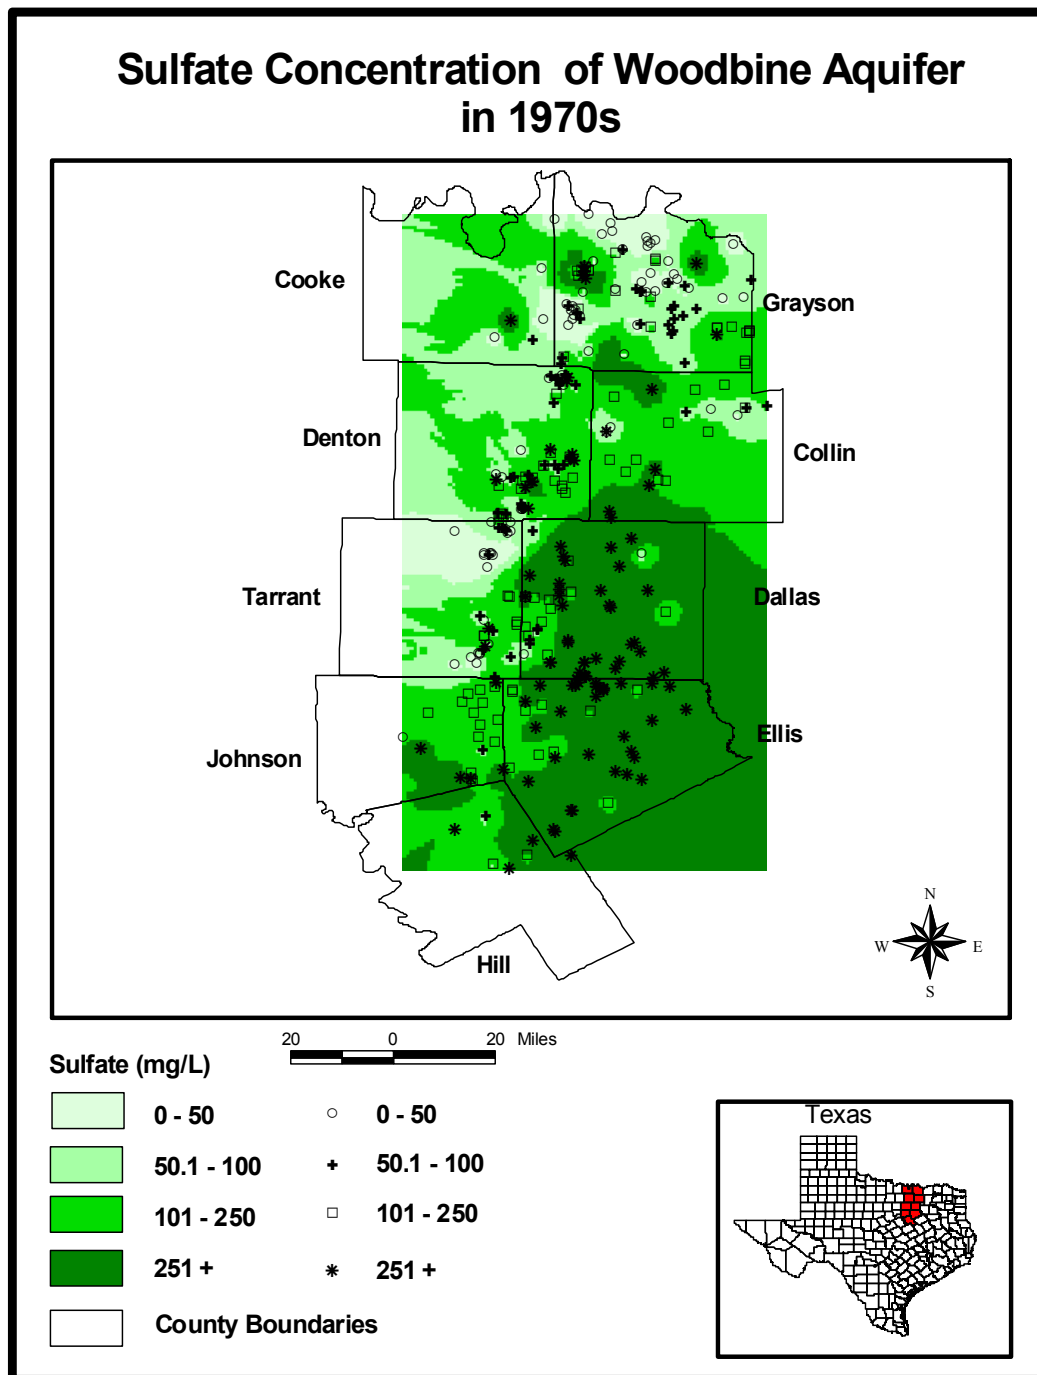 Sulfate Concentration of Woodbine Aquifer
in 1970s
Cooke
Grayson
Denton
Collin
Tarrant
Dallas
Johnson
Ellis
Hill
N
W E
S
20 0 20 Miles
Sulfate (mg/L)
0 - 50 0 - 50
50.1 - 100 50.1 - 100
101 - 250 101 - 250
251 + 251 +
County Boundaries
Texas